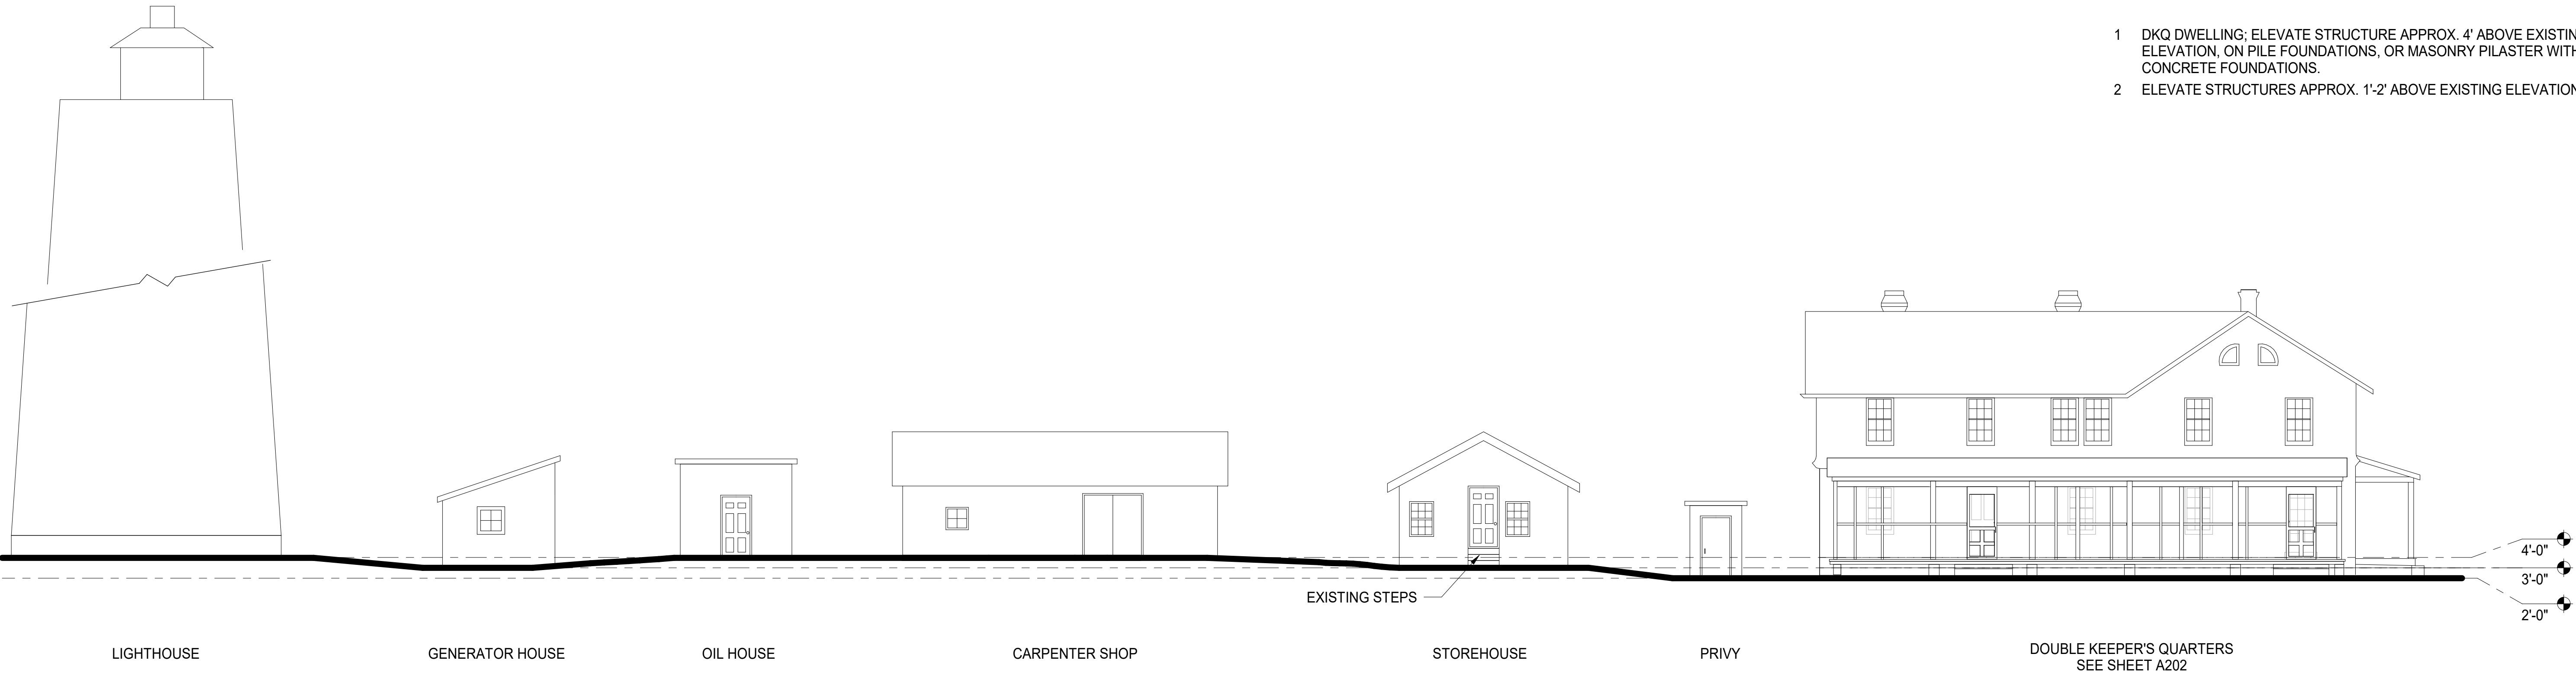 1 DKQ DWELLING; ELEVATE STRUCTURE APPROX. 4' ABOVE EXISTIN
ELEVATION, ON PILE FOUNDATIONS, OR MASONRY PILASTER WITH
CONCRETE FOUNDATIONS.
2 ELEVATE STRUCTURES APPROX. 1'-2' ABOVE EXISTING ELEVATION
4'-0"
3'-0"
2'-0"
EXISTING STEPS
LIGHTHOUSE
GENERATOR HOUSE
OIL HOUSE
CARPENTER SHOP
STOREHOUSE
PRIVY
DOUBLE KEEPER'S QUARTERS
SEE SHEET A202